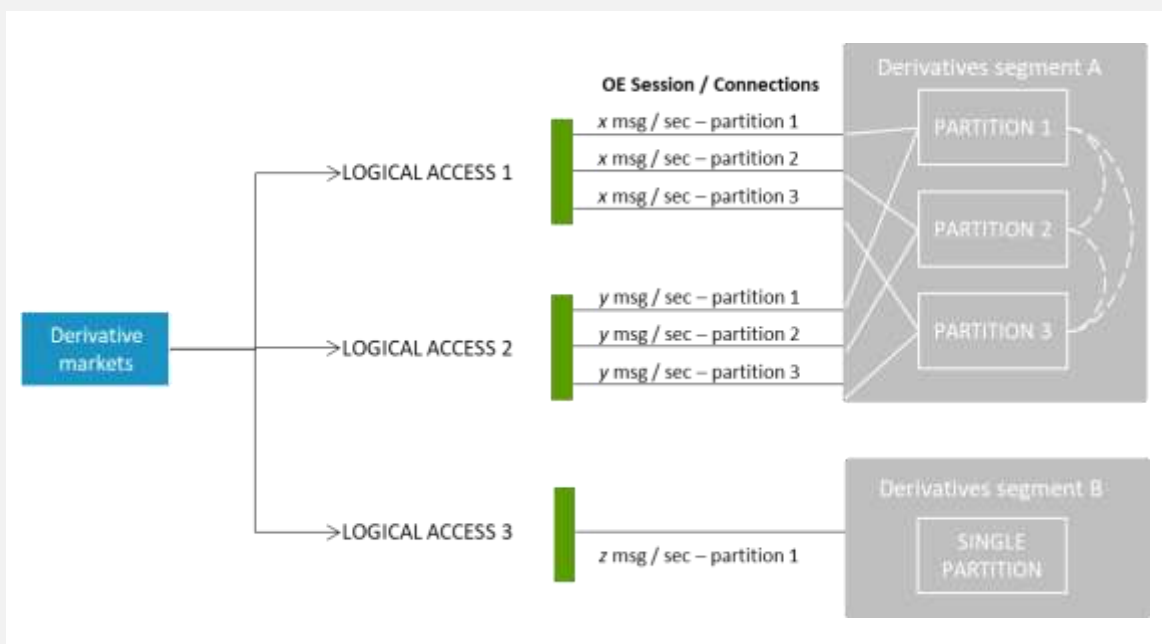 Derivative
markets
LOGICAL ACCESS 1
LOGICAL ACCESS 2
LOGICAL ACCESS 3
OE Session / Connections
x msg / sec – partition 1
x msg / sec – partition 2
x msg / sec – partition 3
y msg / sec – partition 1
y msg / sec – partition 2
y msg / sec – partition 3
z msg / sec – partition 1
Derivatives segment A
PARTITION 1
PARTITION 2
PARTITION 3
Derivatives segment B
SINGLE
PARTITION